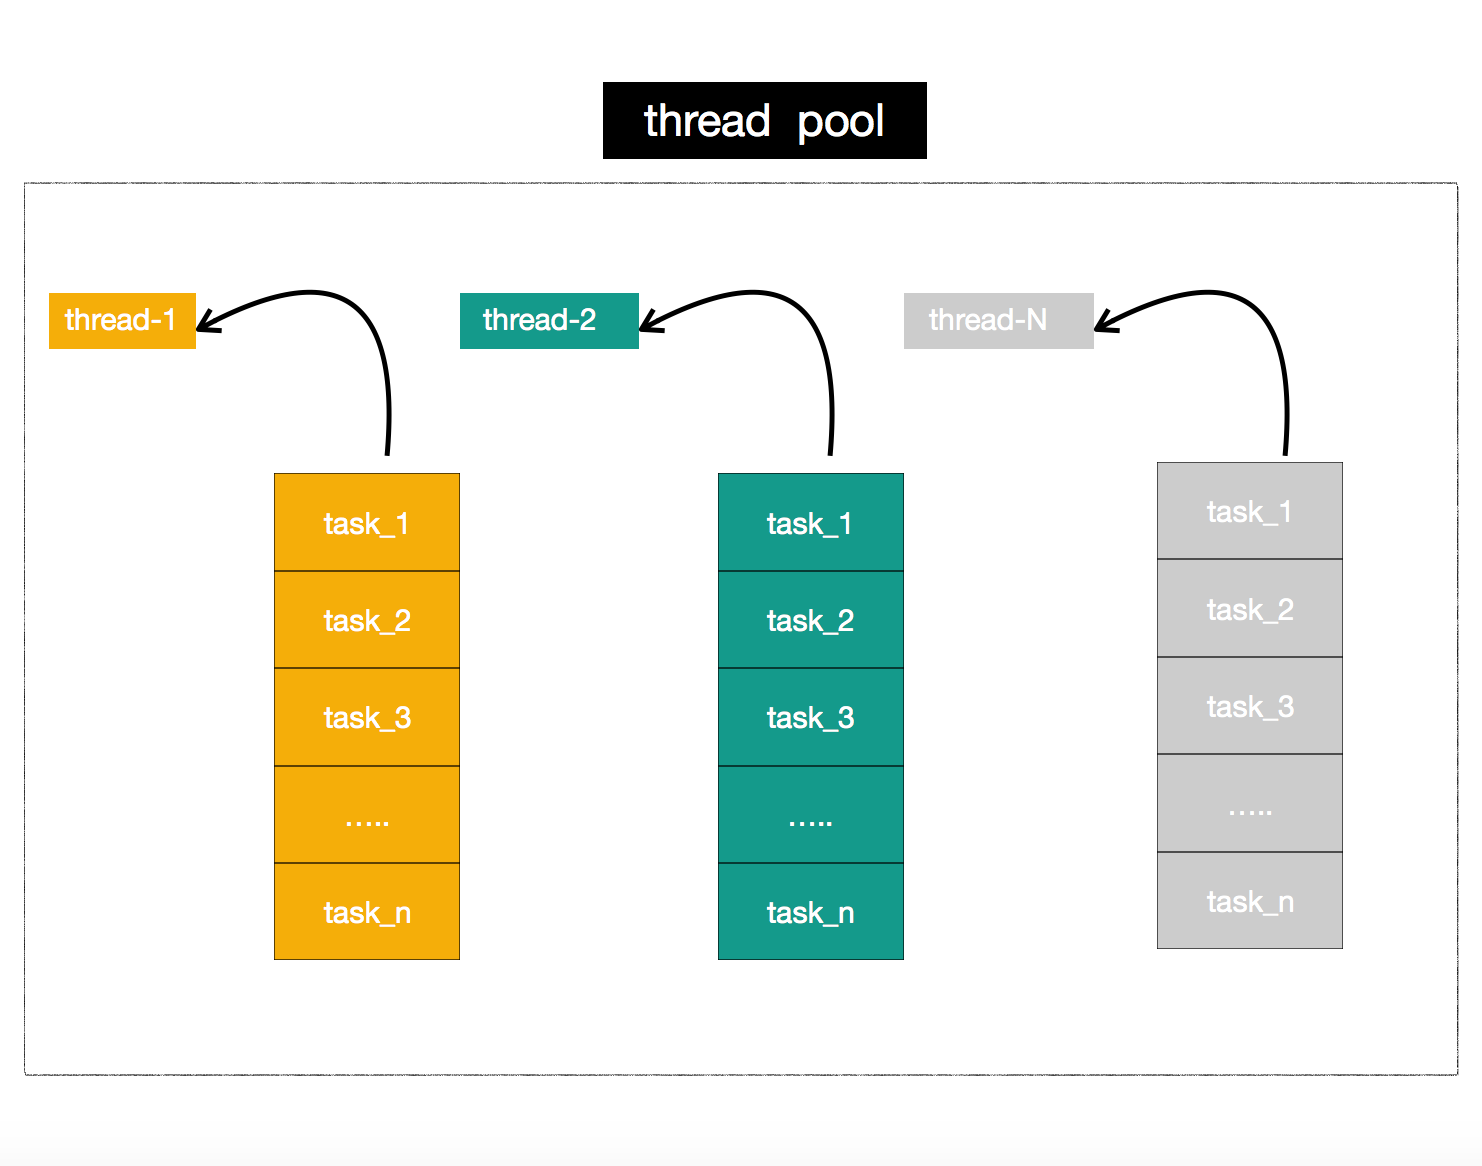 thread pool
thread-1
thread-2
thread-N
task_1
task_2
task_3
.....
task_n
task_1
task_2
task_3
.....
task_n
task_1
task_2
task_3
.....
task_n